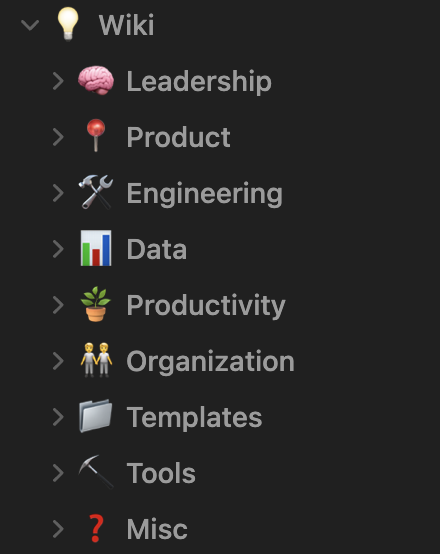 Wiki
Leadership
Product
Engineering
Data
Productivity
Organization
Templates
Tools
Misc